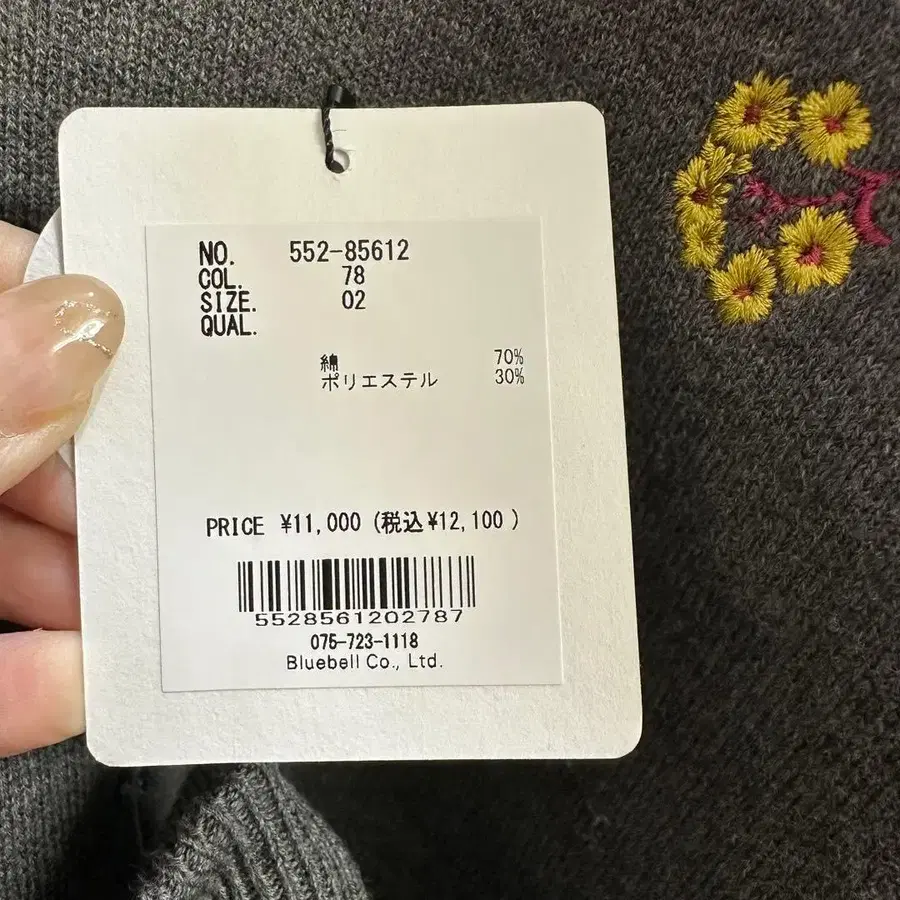 NO. 552-85612
COL. 78
SIZE. 02
QUAL.
綿 70%
ポリエステル 30%
PRICE ¥11,000 (税込¥12,100 )
5528561202787
075-723-1118
Bluebell Co., Ltd.